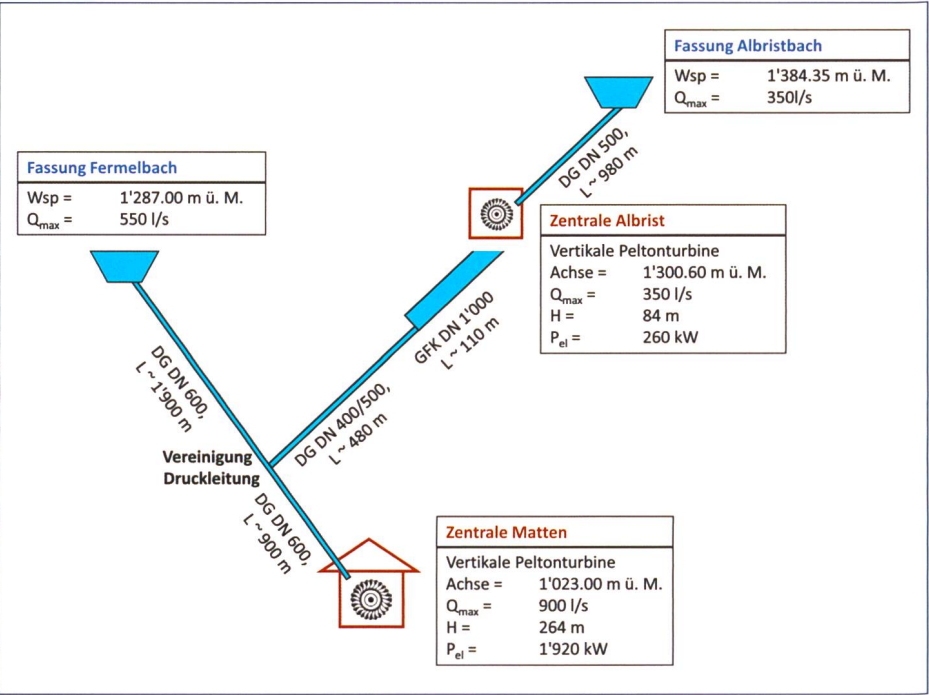 Fassung Albristbach
Wsp = 1'384.35 m ü. M.
Qmax = 350l/s
DG DN 500,
L ~ 980 m
Fassung Fermelbach
Wsp = 1'287.00 m ü. M.
Qmax = 550 l/s
Zentrale Albrist
Vertikale Peltonturbine
Achse = 1'300.60 m ü. M.
Qmax = 350 l/s
H = 84 m
Pel = 260 kW
GFK DN 1'000
L ~ 110 m
DG DN 600,
L ~ 1'900 m
DG DN 400/500,
L ~ 480 m
Vereinigung
Druckleitung
DG DN 600,
L ~ 900 m
Zentrale Matten
Vertikale Peltonturbine
Achse = 1'023.00 m ü. M.
Qmax = 900 l/s
H = 264 m
Pel = 1'920 kW